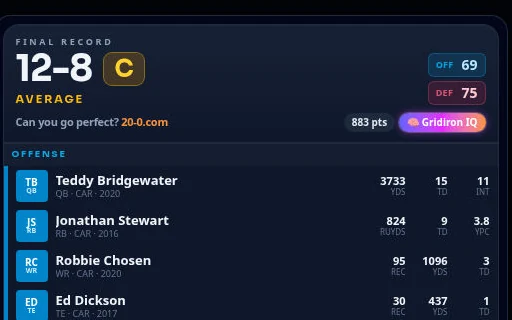 FINAL RECORD
12-8 C
AVERAGE
OFF 69
DEF 75
Can you go perfect? 20-0.com
883 pts 🧠 Gridiron IQ
OFFENSE
TB QB Teddy Bridgewater 3733 15 11
QB · CAR · 2020 YDS TD INT
JS RB Jonathan Stewart 824 9 3.8
RB · CAR · 2016 RUYDS TD YPC
RC WR Robbie Chosen 95 1096 3
WR · CAR · 2020 REC YDS TD
ED TE Ed Dickson 30 437 1
TE · CAR · 2017 REC YDS TD